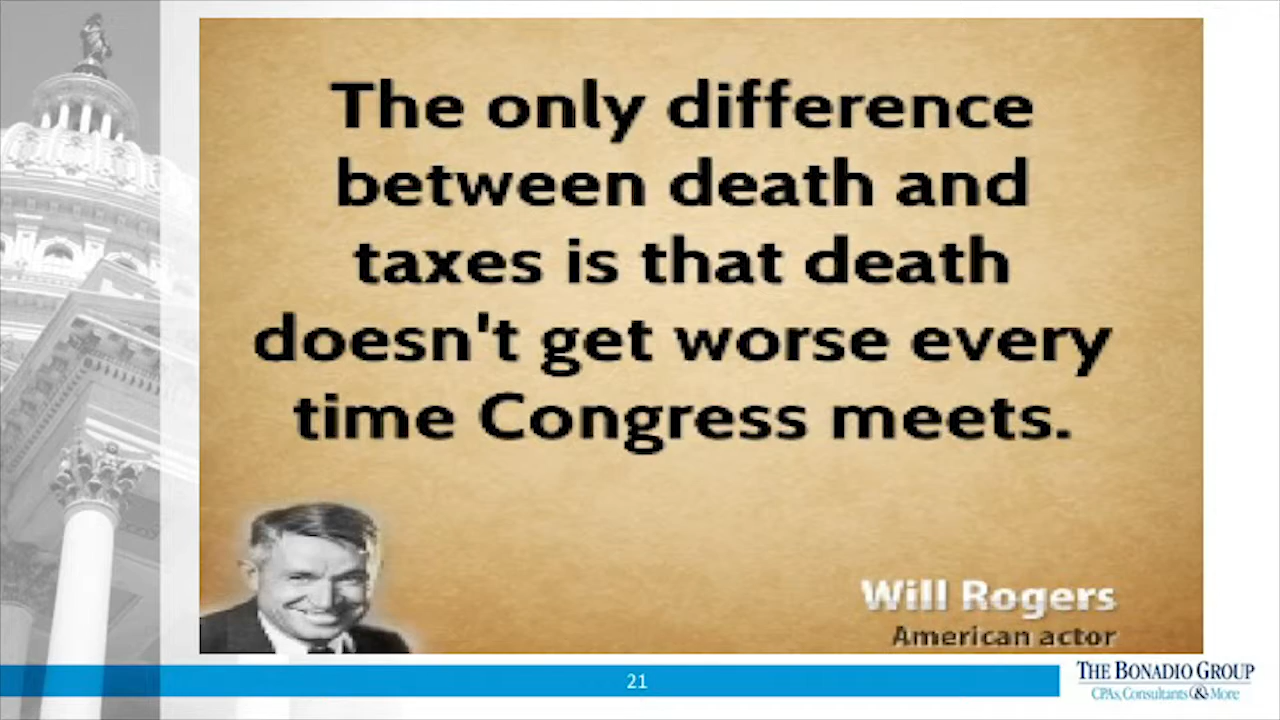 The only difference
between death and
taxes is that death
doesn't get worse every
time Congress meets.
Will Rogers
American actor
21
THE BONADIO GROUP
CPAs, Consultants & More